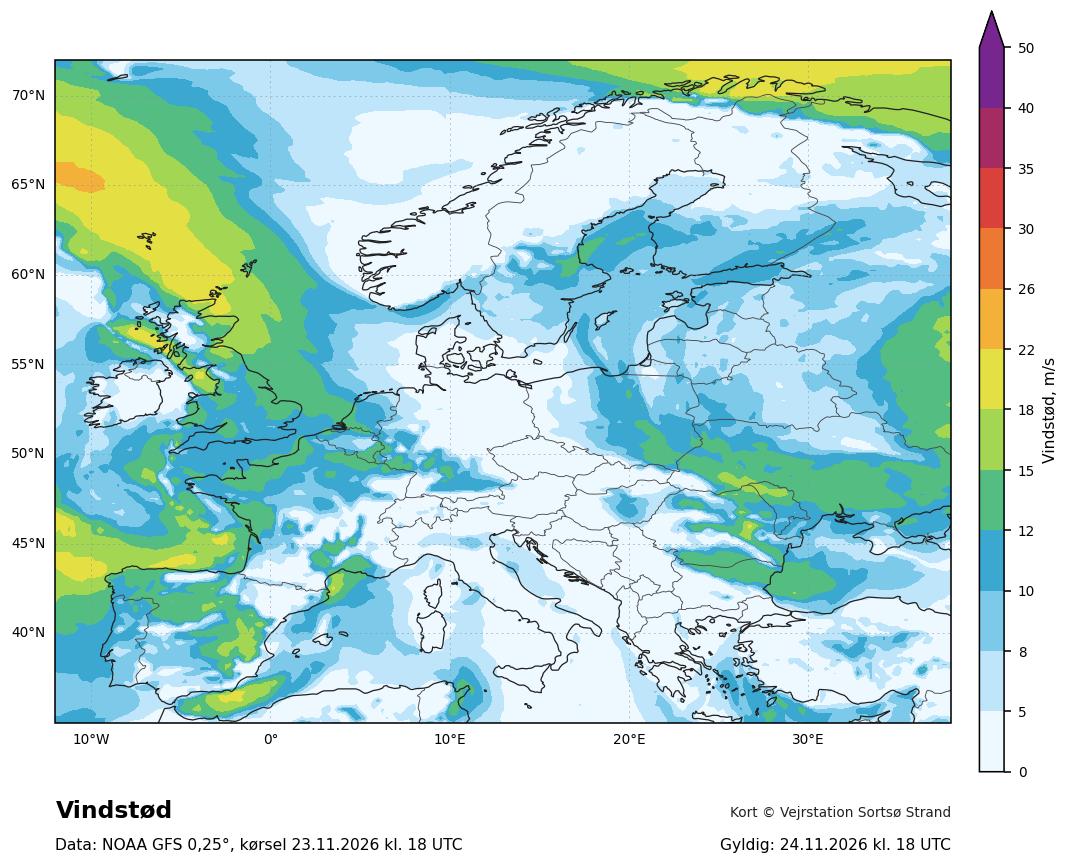 50
40
35
30
26
22
18
15
12
10
8
5
0
Vindstød, m/s
70°N
65°N
60°N
55°N
50°N
45°N
40°N
10°W
0°
10°E
20°E
30°E
Vindstød
Kort © Vejrstation Sortsø Strand
Data: NOAA GFS 0,25°, kørsel 23.11.2026 kl. 18 UTC
Gyldig: 24.11.2026 kl. 18 UTC